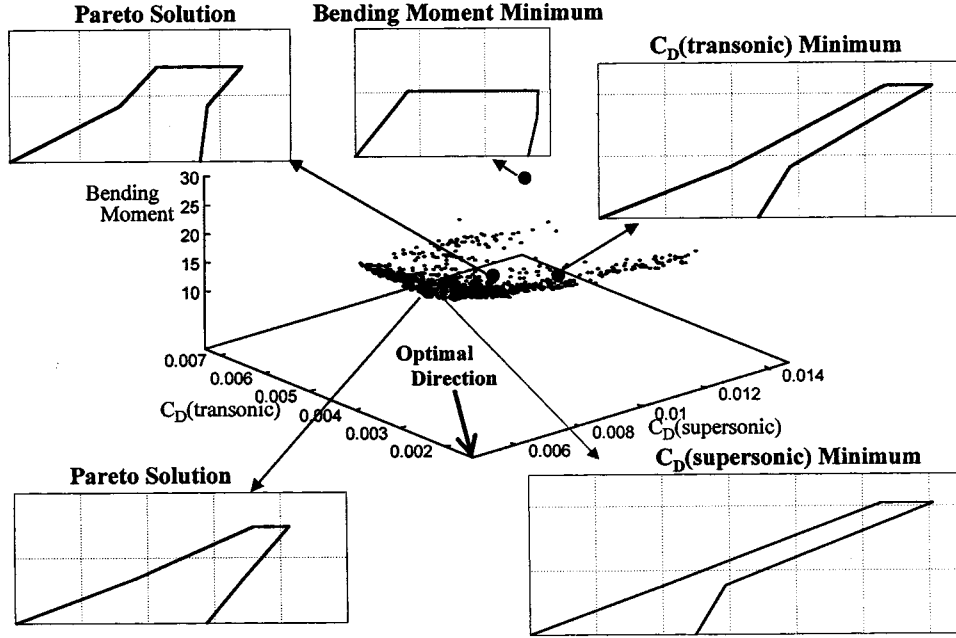 Pareto Solution
Bending Moment Minimum
C_D(transonic) Minimum
Bending
Moment
30
25
20
15
10
0.007
0.006
0.005
0.004
0.003
0.002
C_D(transonic)
Optimal
Direction
0.006
0.008
0.01
0.012
0.014
C_D(supersonic)
Pareto Solution
C_D(supersonic) Minimum